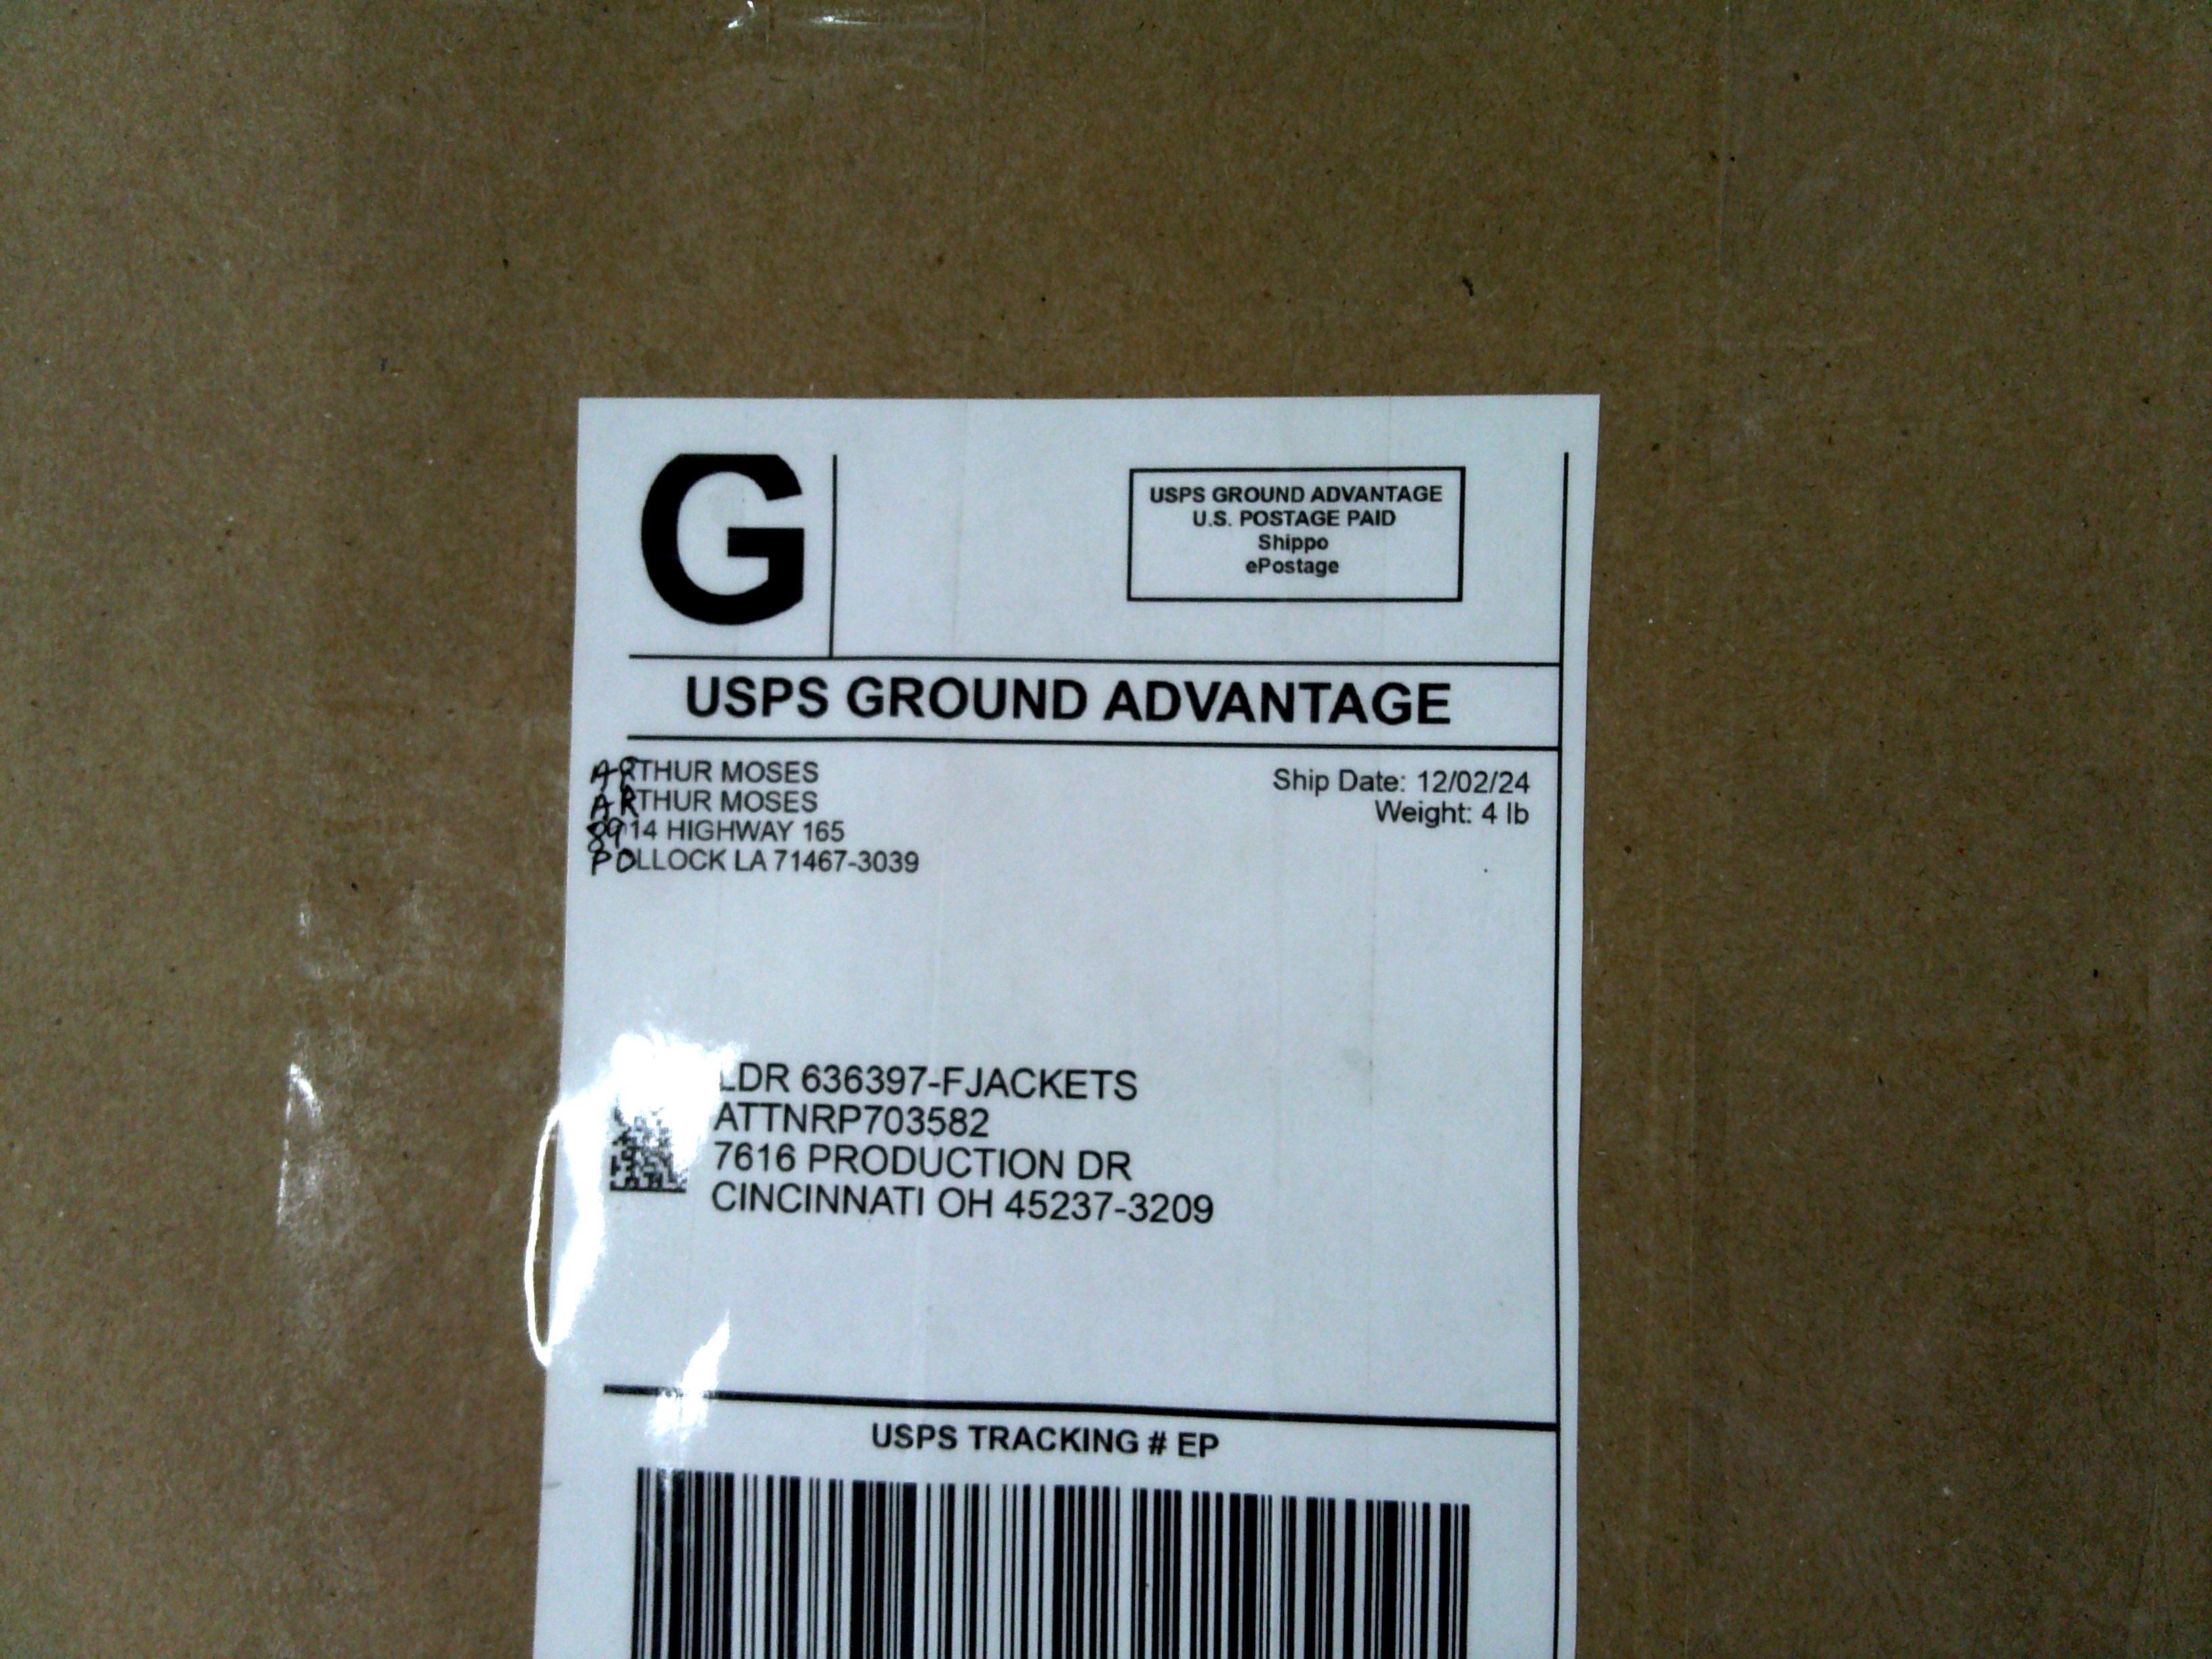 G
USPS GROUND ADVANTAGE
U.S. POSTAGE PAID
Shippo
ePostage
USPS GROUND ADVANTAGE
ARTHUR MOSES
ARTHUR MOSES
8914 HIGHWAY 165
POLLOCK LA 71467-3039
Ship Date: 12/02/24
Weight: 4 lb
LDR 636397-FJACKETS
ATTNRP703582
7616 PRODUCTION DR
CINCINNATI OH 45237-3209
USPS TRACKING # EP